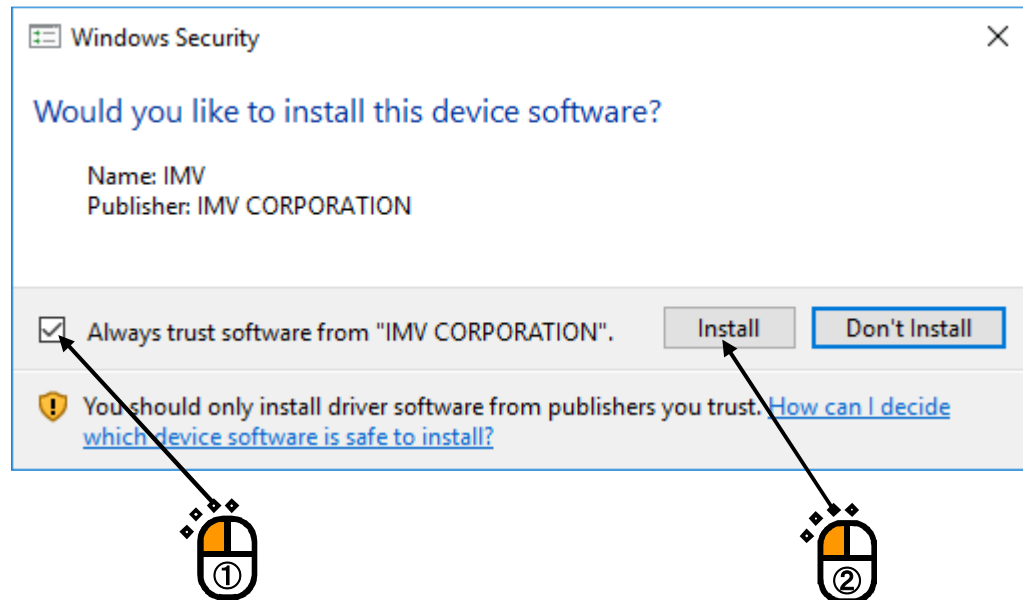 Windows Security
Would you like to install this device software?
Name: IMV
Publisher: IMV CORPORATION
Always trust software from "IMV CORPORATION".
Install
Don't Install
You should only install driver software from publishers you trust. How can I decide
which device software is safe to install?
① ②